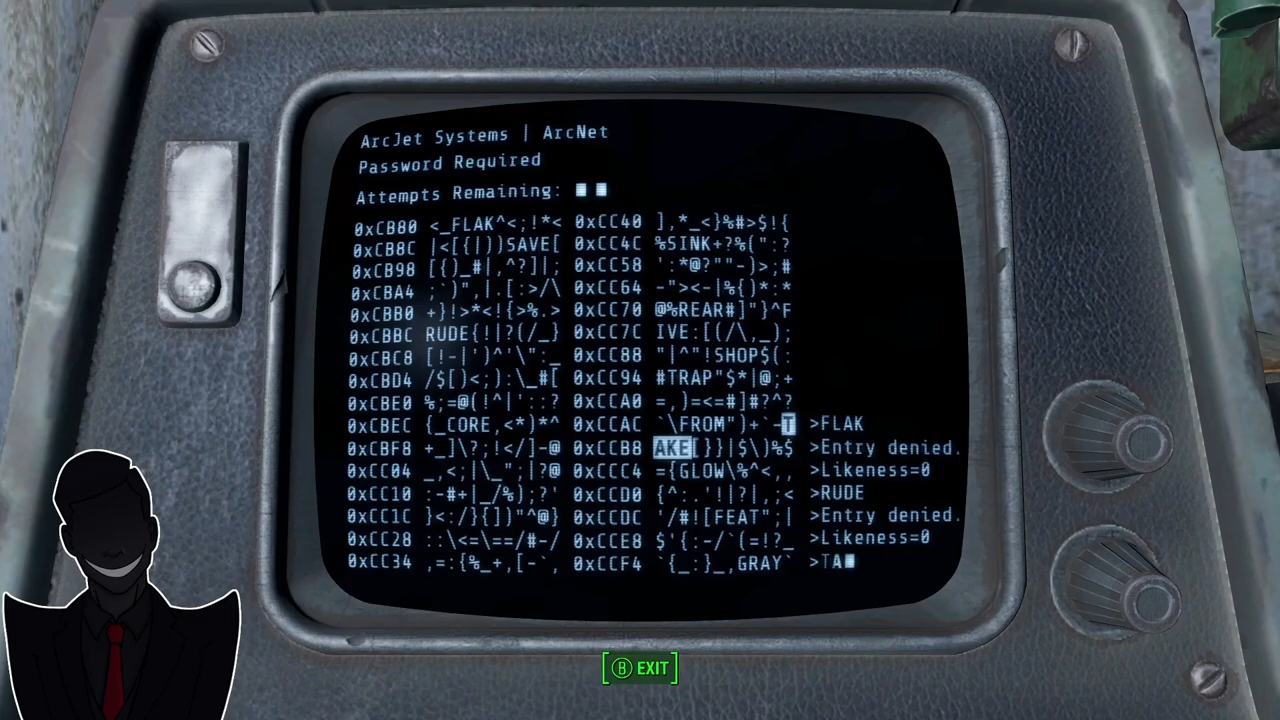 ArcJet Systems | ArcNet
Password Required
Attempts Remaining: ■ ■
0xCB80 <_FLAK^<;!*< 0xCC40 ],*_<}%#>$!{
0xCB8C |<[{|))SAVE[ 0xCC4C %SINK+?%(":?
0xCB98 [{()_#|,^?]|; 0xCC58 ':*@?""-)>;#
0xCBA4 ;`)",|.[:>/\ 0xCC64 -"><-|%{)*:*
0xCBB0 +}!>*<!{>%.> 0xCC70 @%REAR#]"}^F
0xCBBC RUDE{!|?(/_} 0xCC7C IVE:[(/\,_);
0xCBC8 [!-|')^'\":_ 0xCC88 "|^"!SHOP$(:
0xCBD4 /$[)<;):\_#[ 0xCC94 #TRAP"$*|@;+
0xCBE0 %;=@(!^|'::? 0xCCA0 =,)=<=#]#?^?
0xCBEC {_CORE,<*)*^ 0xCCAC `\FROM")+`-T >FLAK
0xCBF8 +_]\?;!</]-@ 0xCCB8 AKE[}}|$\)%$ >Entry denied.
0xCC04 _,<;|\_";|?@ 0xCCC4 ={GLOW\%^<,, >Likeness=0
0xCC10 :-#+|_/%);?' 0xCCD0 {^:.'!|?|,;< >RUDE
0xCC1C }<:/}{])"^@} 0xCCDC '/#![FEAT";| >Entry denied.
0xCC28 ::\<=\==/#-/ 0xCCE8 $'{:-/`(=!?_ >Likeness=0
0xCC34 ,=:{%_+,[-`, 0xCCF4 `{_:}_,GRAY` >TA■
[Ⓑ EXIT]